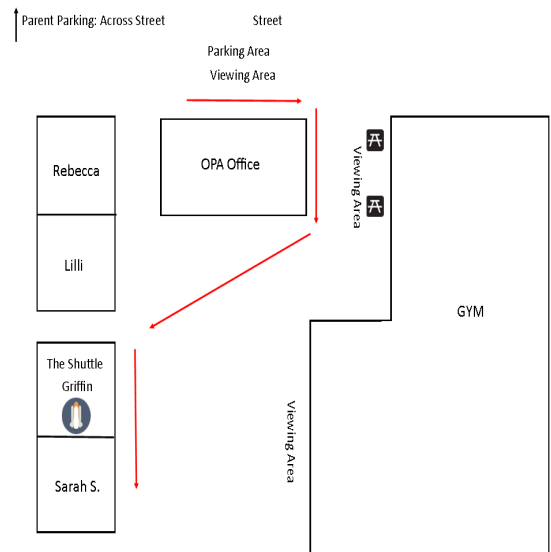 Parent Parking: Across Street
Street
Parking Area
Viewing Area
Rebecca
OPA Office
Viewing Area
Lilli
GYM
The Shuttle
Griffin
Viewing Area
Sarah S.